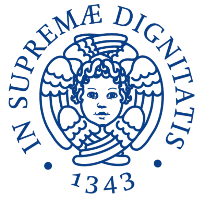 IN SUPREMÆ DIGNITATIS
• 1343 •